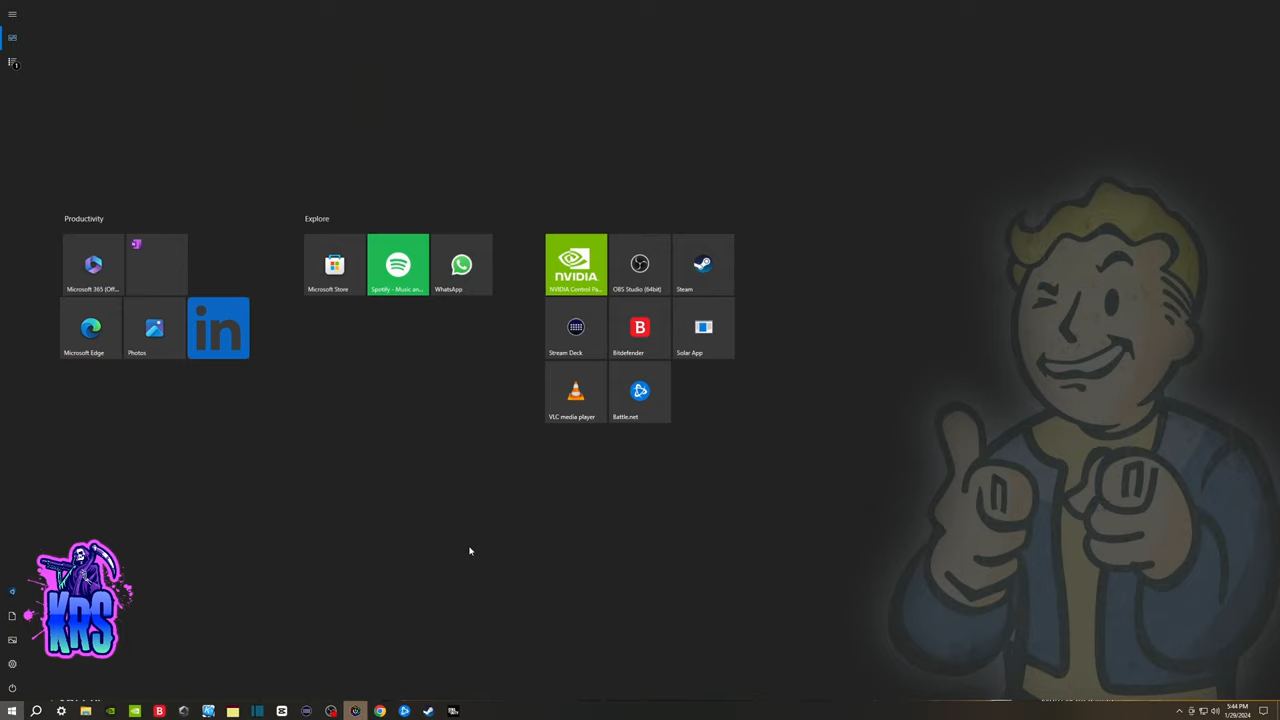 1
Productivity
Explore
Microsoft 365 (Off...
Microsoft Store
Spotify - Music an...
WhatsApp
NVIDIA
NVIDIA Control Pa...
OBS Studio (64bit)
Steam
Microsoft Edge
Photos
in
Stream Deck
B
Bitdefender
Solar App
VLC media player
Battle.net
KRS
B
5:44 PM
1/29/2024